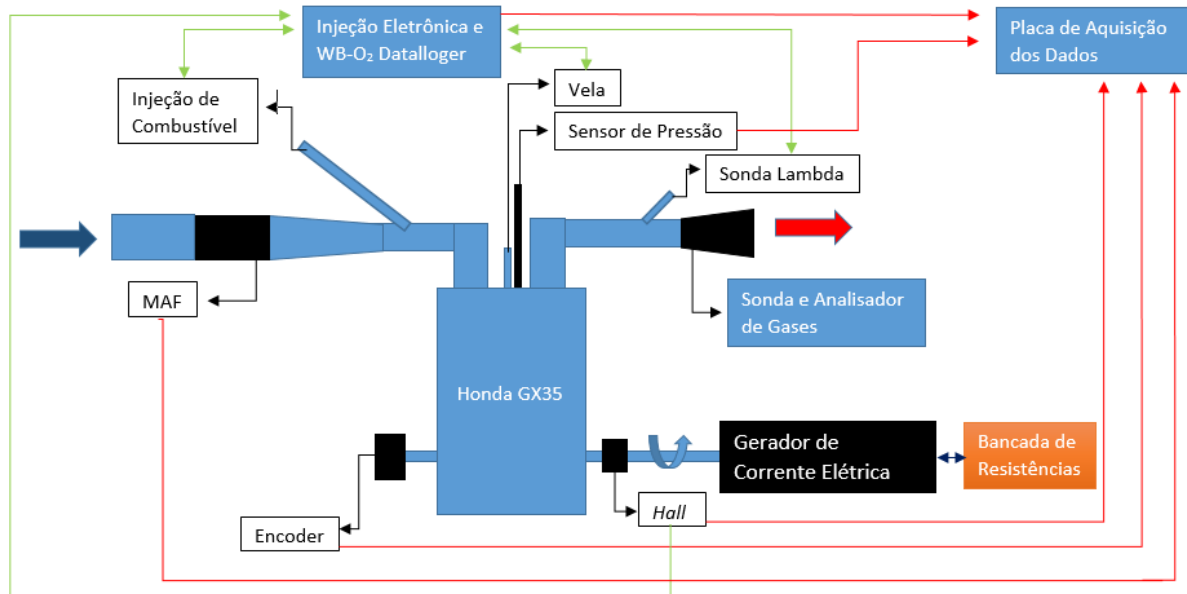 Injeção Eletrônica e
WB-O₂ Datalloger
Placa de Aquisição
dos Dados
Injeção de
Combustível
Vela
Sensor de Pressão
Sonda Lambda
MAF
Sonda e Analisador
de Gases
Honda GX35
Gerador de
Corrente Elétrica
Bancada de
Resistências
Hall
Encoder